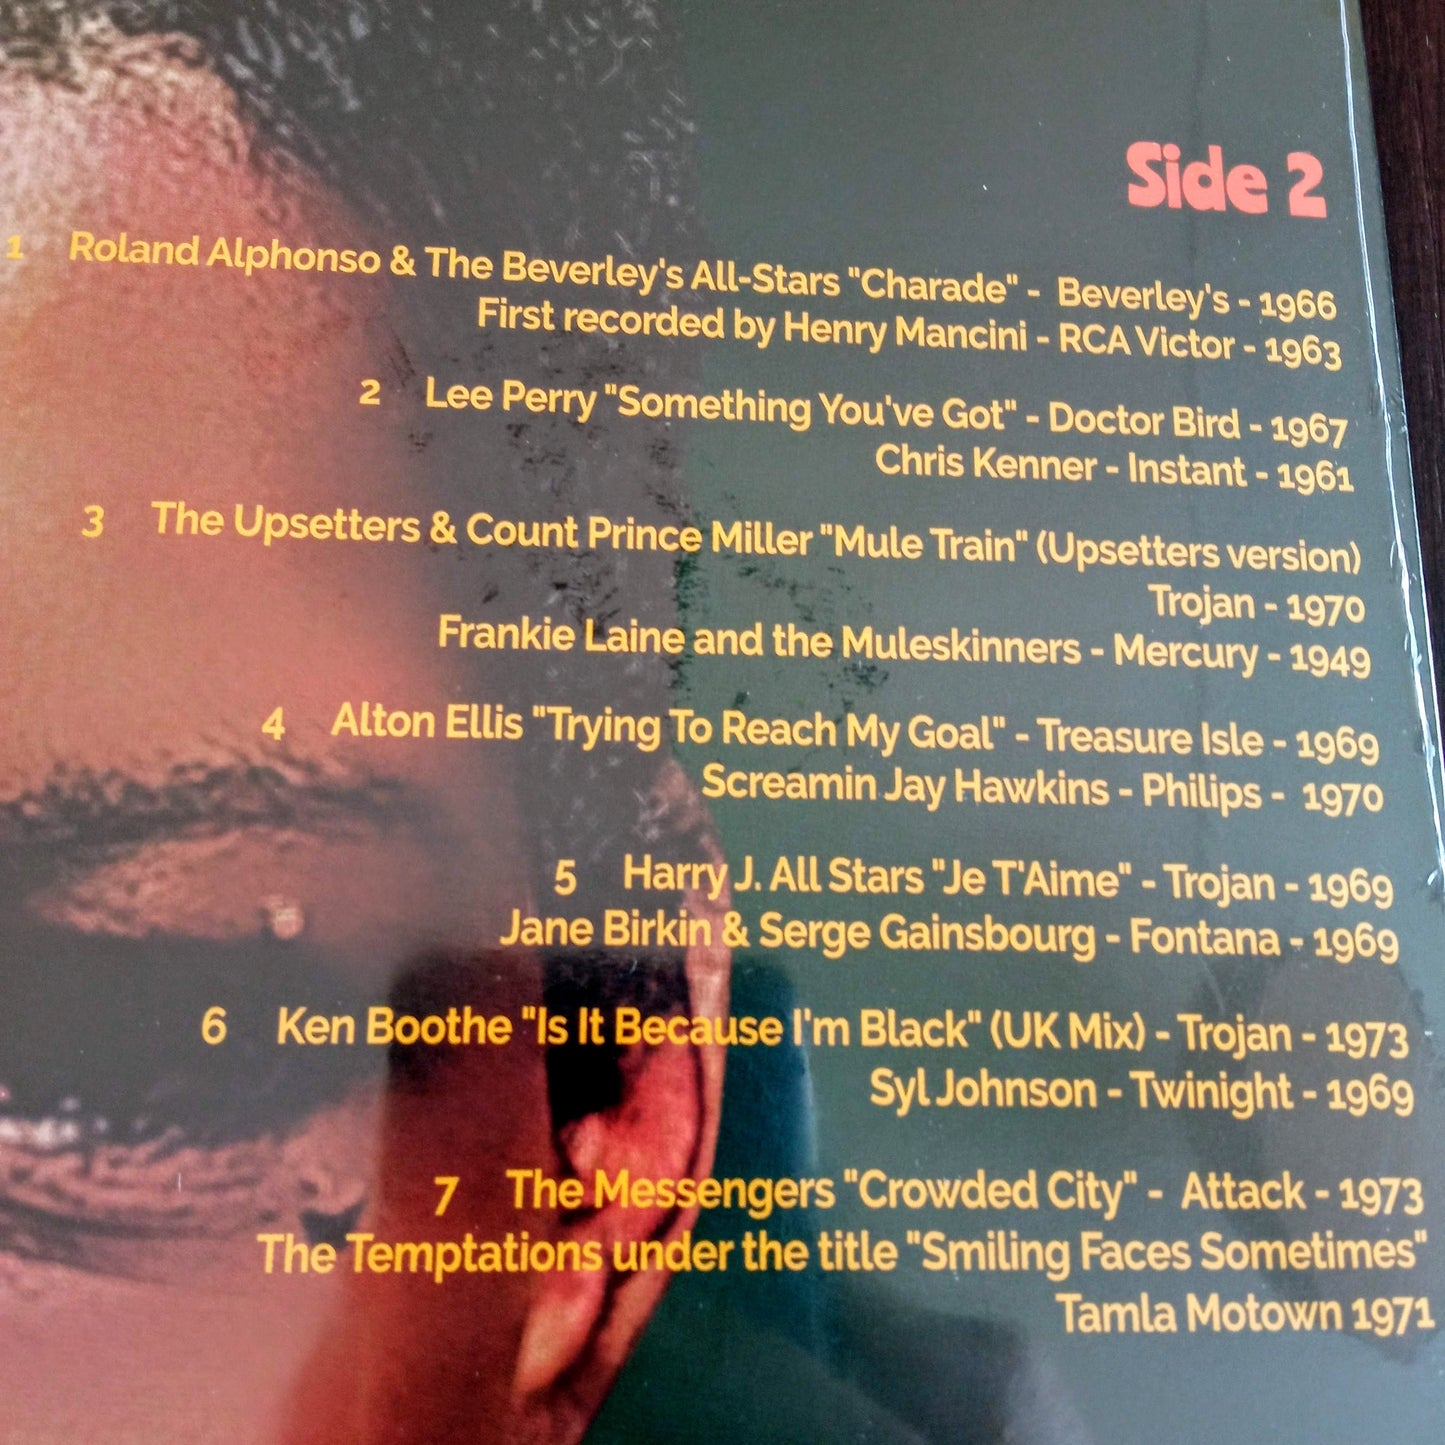 Side 2
1 Roland Alphonso & The Beverley's All-Stars "Charade" - Beverley's - 1966
First recorded by Henry Mancini - RCA Victor - 1963
2 Lee Perry "Something You've Got" - Doctor Bird - 1967
Chris Kenner - Instant - 1961
3 The Upsetters & Count Prince Miller "Mule Train" (Upsetters version)
Trojan - 1970
Frankie Laine and the Muleskinners - Mercury - 1949
4 Alton Ellis "Trying To Reach My Goal" - Treasure Isle - 1969
Screamin Jay Hawkins - Philips - 1970
5 Harry J. All Stars "Je T'Aime" - Trojan - 1969
Jane Birkin & Serge Gainsbourg - Fontana - 1969
6 Ken Boothe "Is It Because I'm Black" (UK Mix) - Trojan - 1973
Syl Johnson - Twinight - 1969
7 The Messengers "Crowded City" - Attack - 1973
The Temptations under the title "Smiling Faces Sometimes"
Tamla Motown 1971